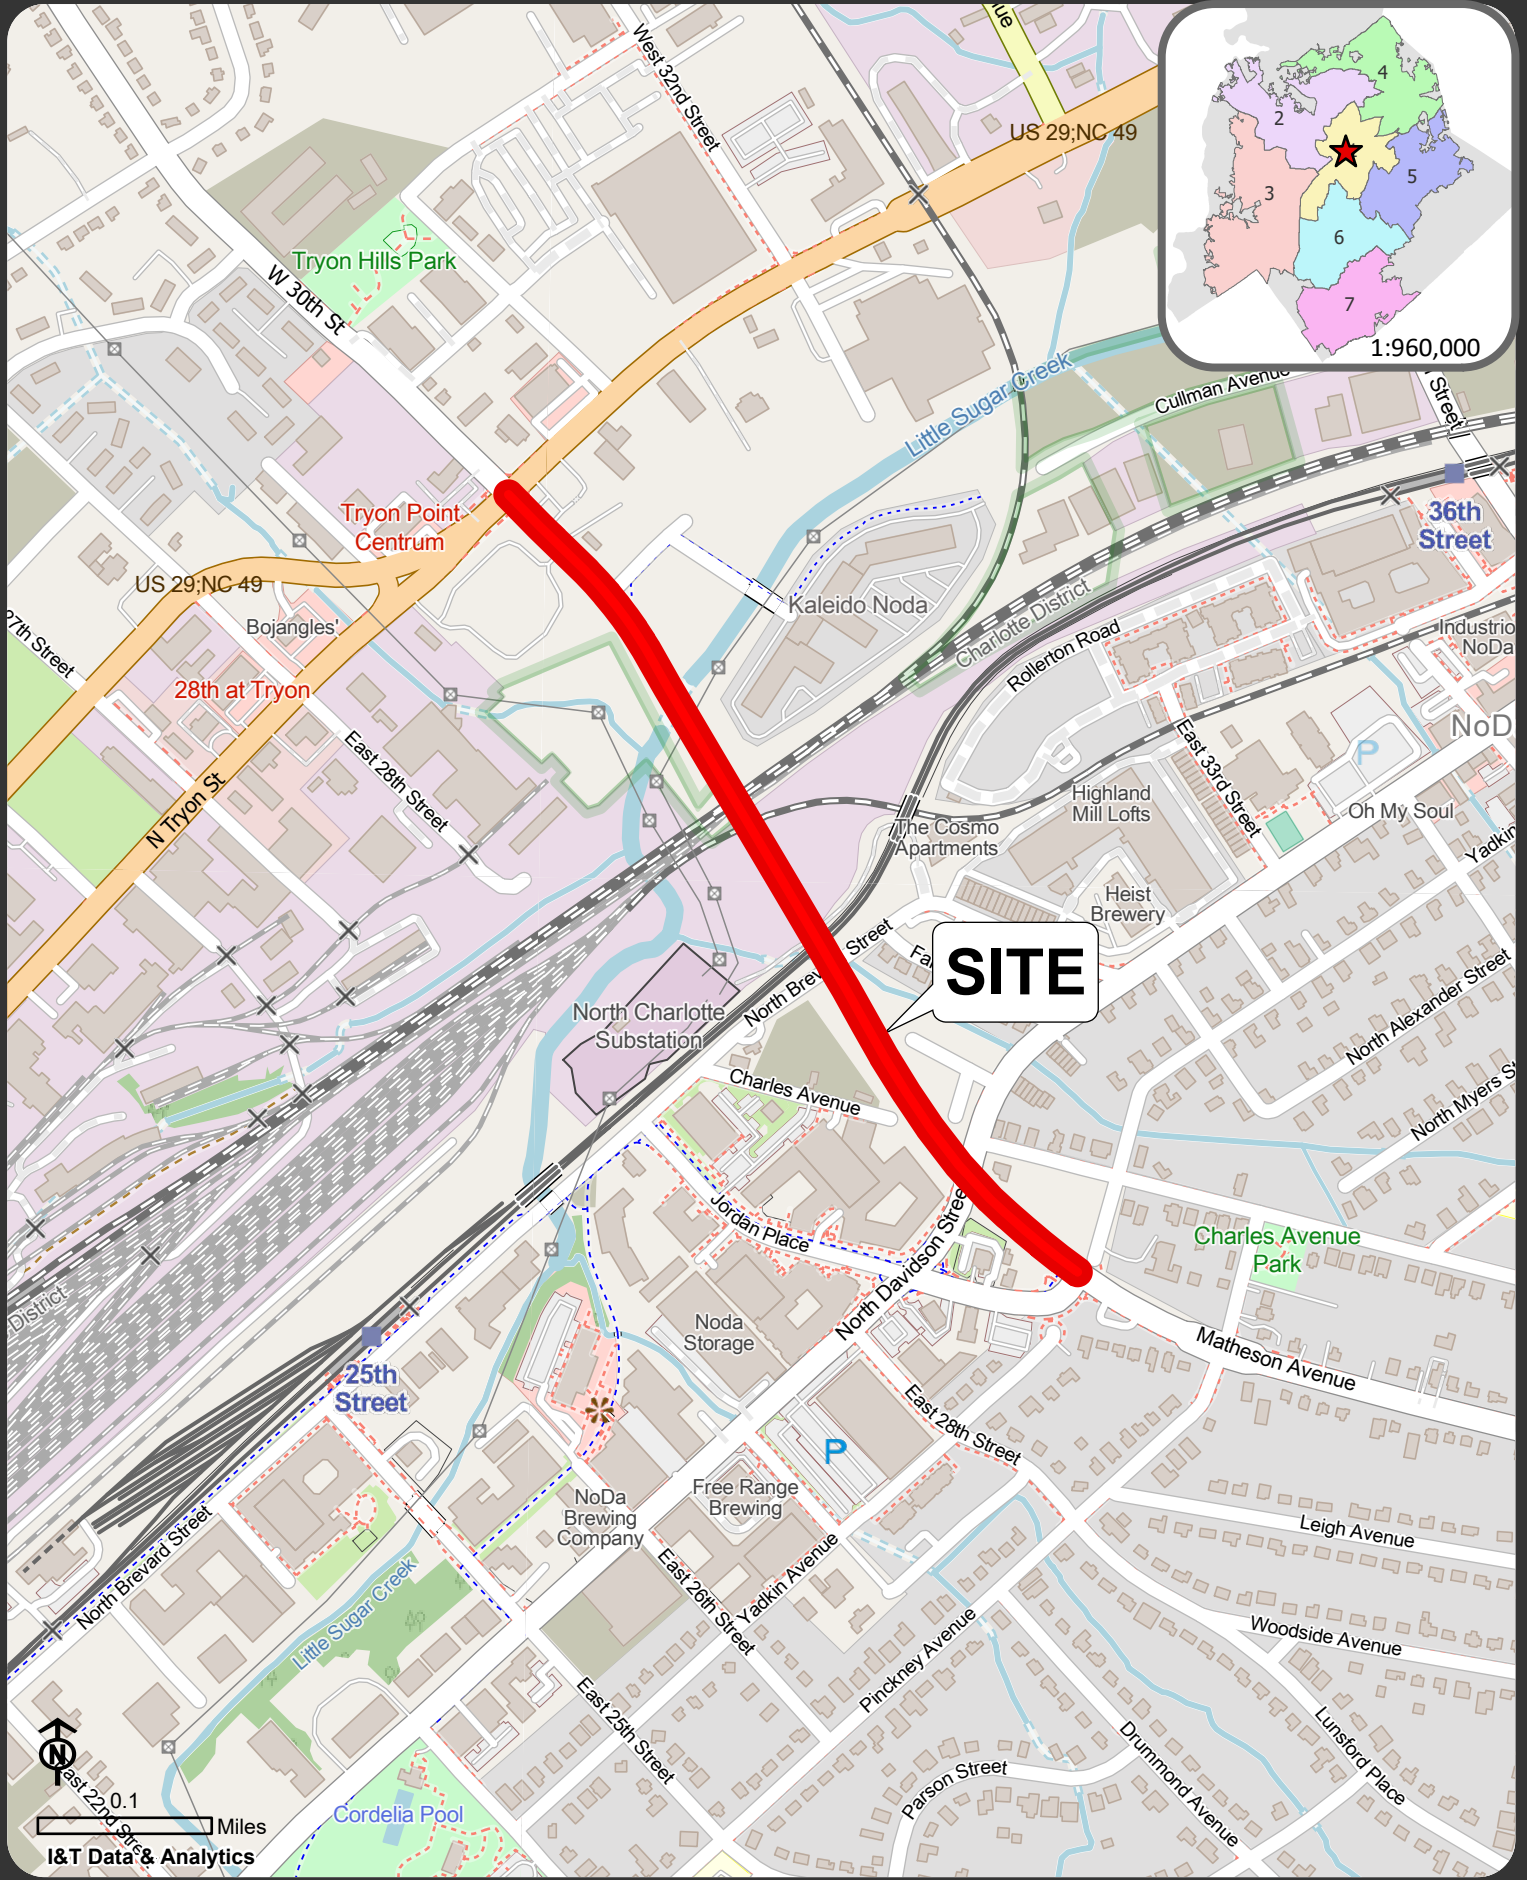 West 32nd Street
US 29;NC 49
4
2
5
3
6
7
1:960,000
Tryon Hills Park
W 30th St
Little Sugar Creek
Cullman Avenue
Street
36th
Street
Tryon Point
Centrum
US 29;NC 49
Bojangles'
27th Street
28th at Tryon
Kaleido Noda
Charlotte District
Rollerton Road
East 33rd Street
East 28th Street
N Tryon St
Highland
Mill Lofts
Oh My Soul
The Cosmo
Apartments
Heist
Brewery
SITE
P
North Charlotte
Substation
Street
North Alexander Street
Charles Avenue
Jordan Place
North Davidson Street
Charles Avenue
Park
Matheson Avenue
District
Noda
Storage
25th
Street
East 28th Street
P
Free Range
Brewing
NoDa
Brewing
Company
Leigh Avenue
North Brevard Street
Little Sugar Creek
East 26th Street
Yadkin Avenue
Pinckney Avenue
Woodside Avenue
East 25th Street
Lunsford Place
Drummond Avenue
Parson Street
Cordelia Pool
N
0.1
Miles
I&T Data & Analytics